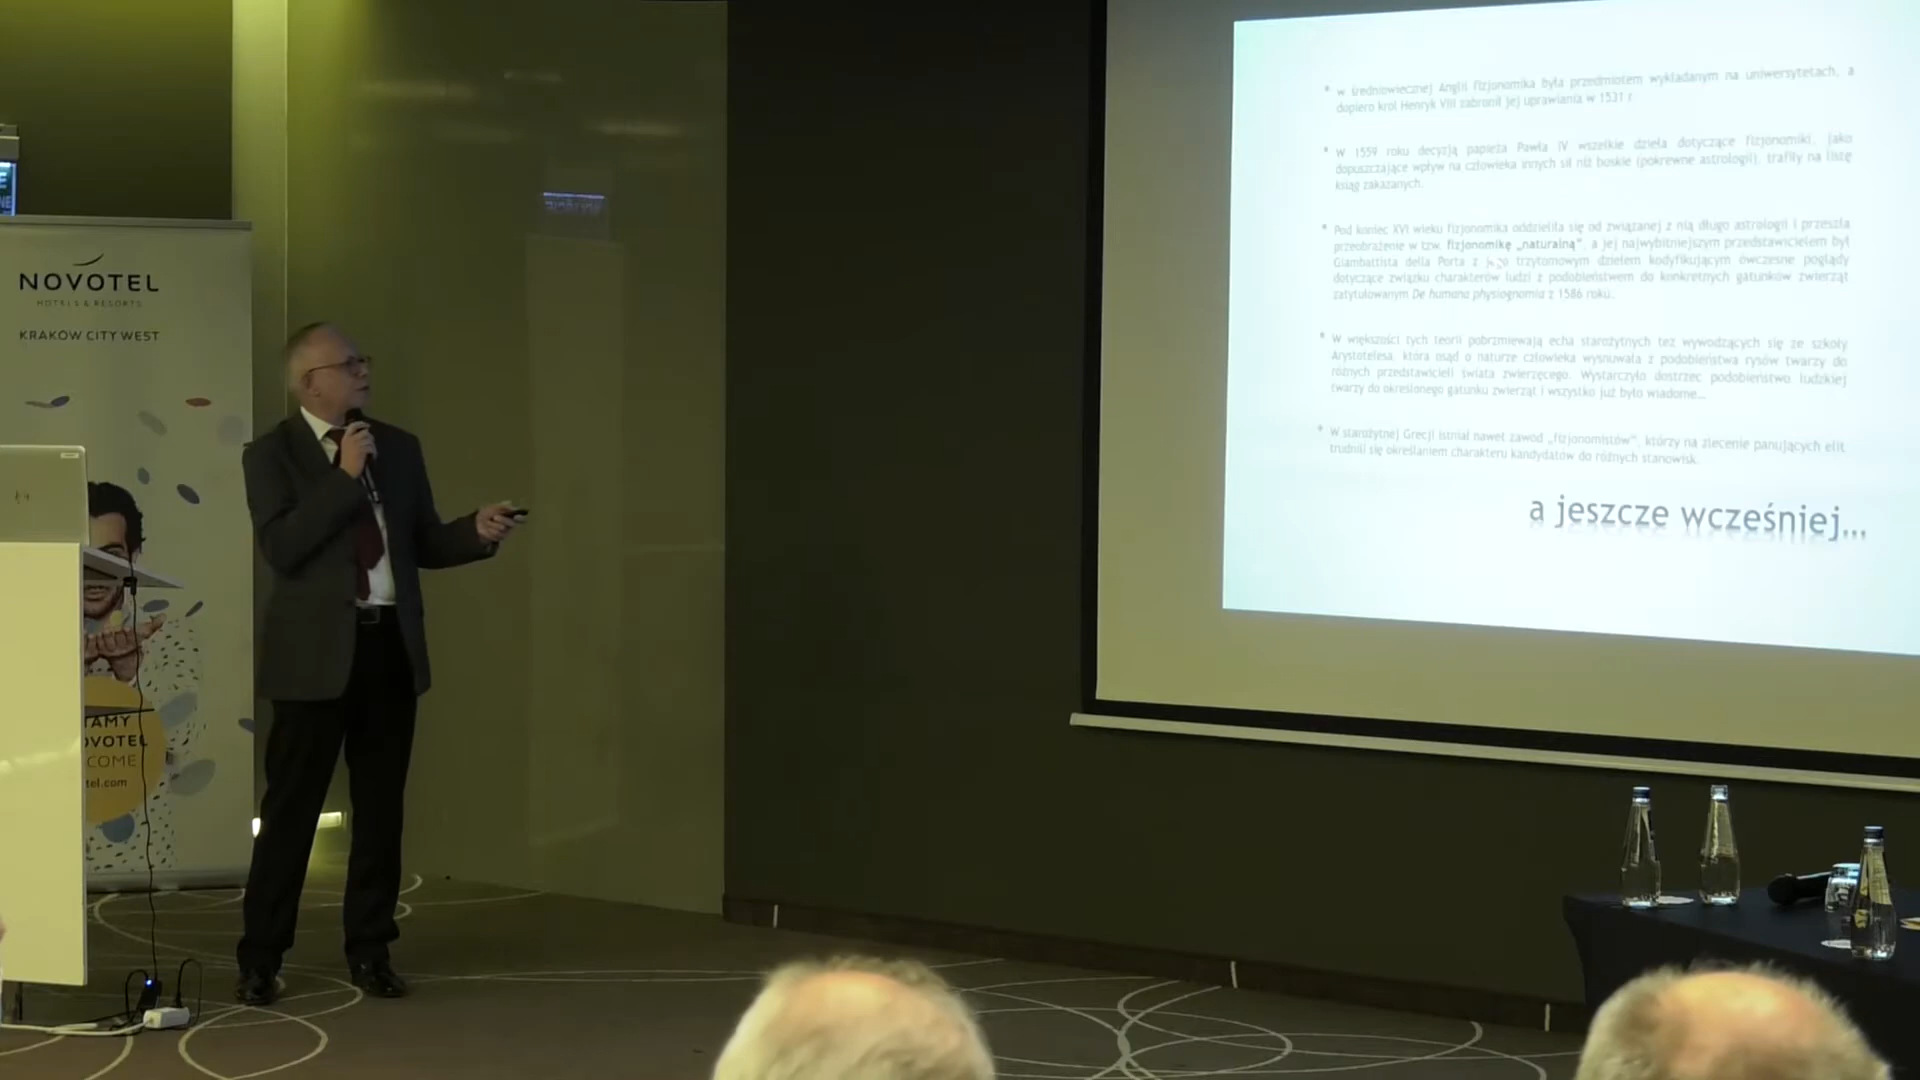 NOVOTEL
HOTELS & RESORTS
KRAKÓW CITY WEST
TAMY
OVOTEL
COME
tel.com
* w średniowiecznej Anglii fizjonomika była przedmiotem wykładanym na uniwersytetach, a
dopiero król Henryk VIII zabronił jej uprawiania w 1531 r.
* W 1559 roku decyzją papieża Pawła IV wszelkie dzieła dotyczące fizjonomiki, jako
dopuszczające wpływ na człowieka innych sił niż boskie (pokrewne astrologii), trafiły na listę
ksiąg zakazanych.
* Pod koniec XVI wieku fizjonomika oddzieliła się od związanej z nią długo astrologii i przeszła
przeobrażenie w tzw. fizjonomikę „naturalną”, a jej najwybitniejszym przedstawicielem był
Giambattista della Porta z jego trzytomowym dziełem kodyfikującym ówczesne poglądy
dotyczące związku charakterów ludzi z podobieństwem do konkretnych gatunków zwierząt
zatytułowanym De humana physiognomia z 1586 roku.
* W większości tych teorii pobrzmiewają echa starożytnych tez wywodzących się ze szkoły
Arystotelesa, która osąd o naturze człowieka wysnuwała z podobieństwa rysów twarzy do
różnych przedstawicieli świata zwierzęcego. Wystarczyło dostrzec podobieństwo ludzkiej
twarzy do określonego gatunku zwierząt i wszystko już było wiadome...
* W starożytnej Grecji istniał nawet zawód „fizjonomistów”, którzy na zlecenie panujących elit
trudnili się określaniem charakteru kandydatów do różnych stanowisk.
a jeszcze wcześniej...